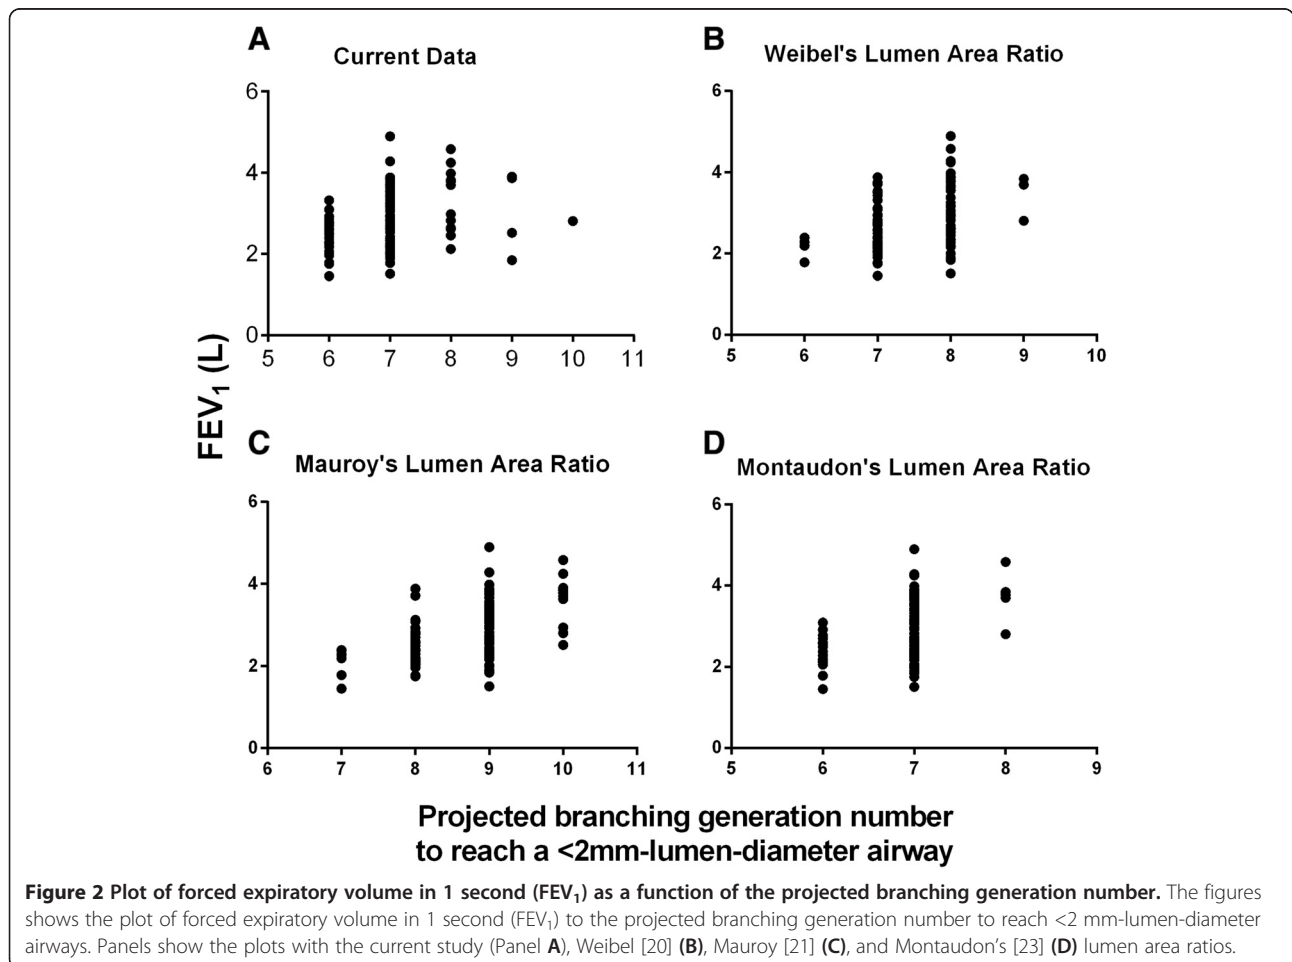 A
Current Data
6
4
2
0
5 6 7 8 9 10 11
B
Weibel's Lumen Area Ratio
6
4
2
0
5 6 7 8 9 10
FEV1 (L)
C
Mauroy's Lumen Area Ratio
6
4
2
0
6 7 8 9 10 11
D
Montaudon's Lumen Area Ratio
6
4
2
0
5 6 7 8 9
Projected branching generation number
to reach a <2mm-lumen-diameter airway
Figure 2 Plot of forced expiratory volume in 1 second (FEV1) as a function of the projected branching generation number. The figures
shows the plot of forced expiratory volume in 1 second (FEV1) to the projected branching generation number to reach <2 mm-lumen-diameter
airways. Panels show the plots with the current study (Panel A), Weibel [20] (B), Mauroy [21] (C), and Montaudon's [23] (D) lumen area ratios.